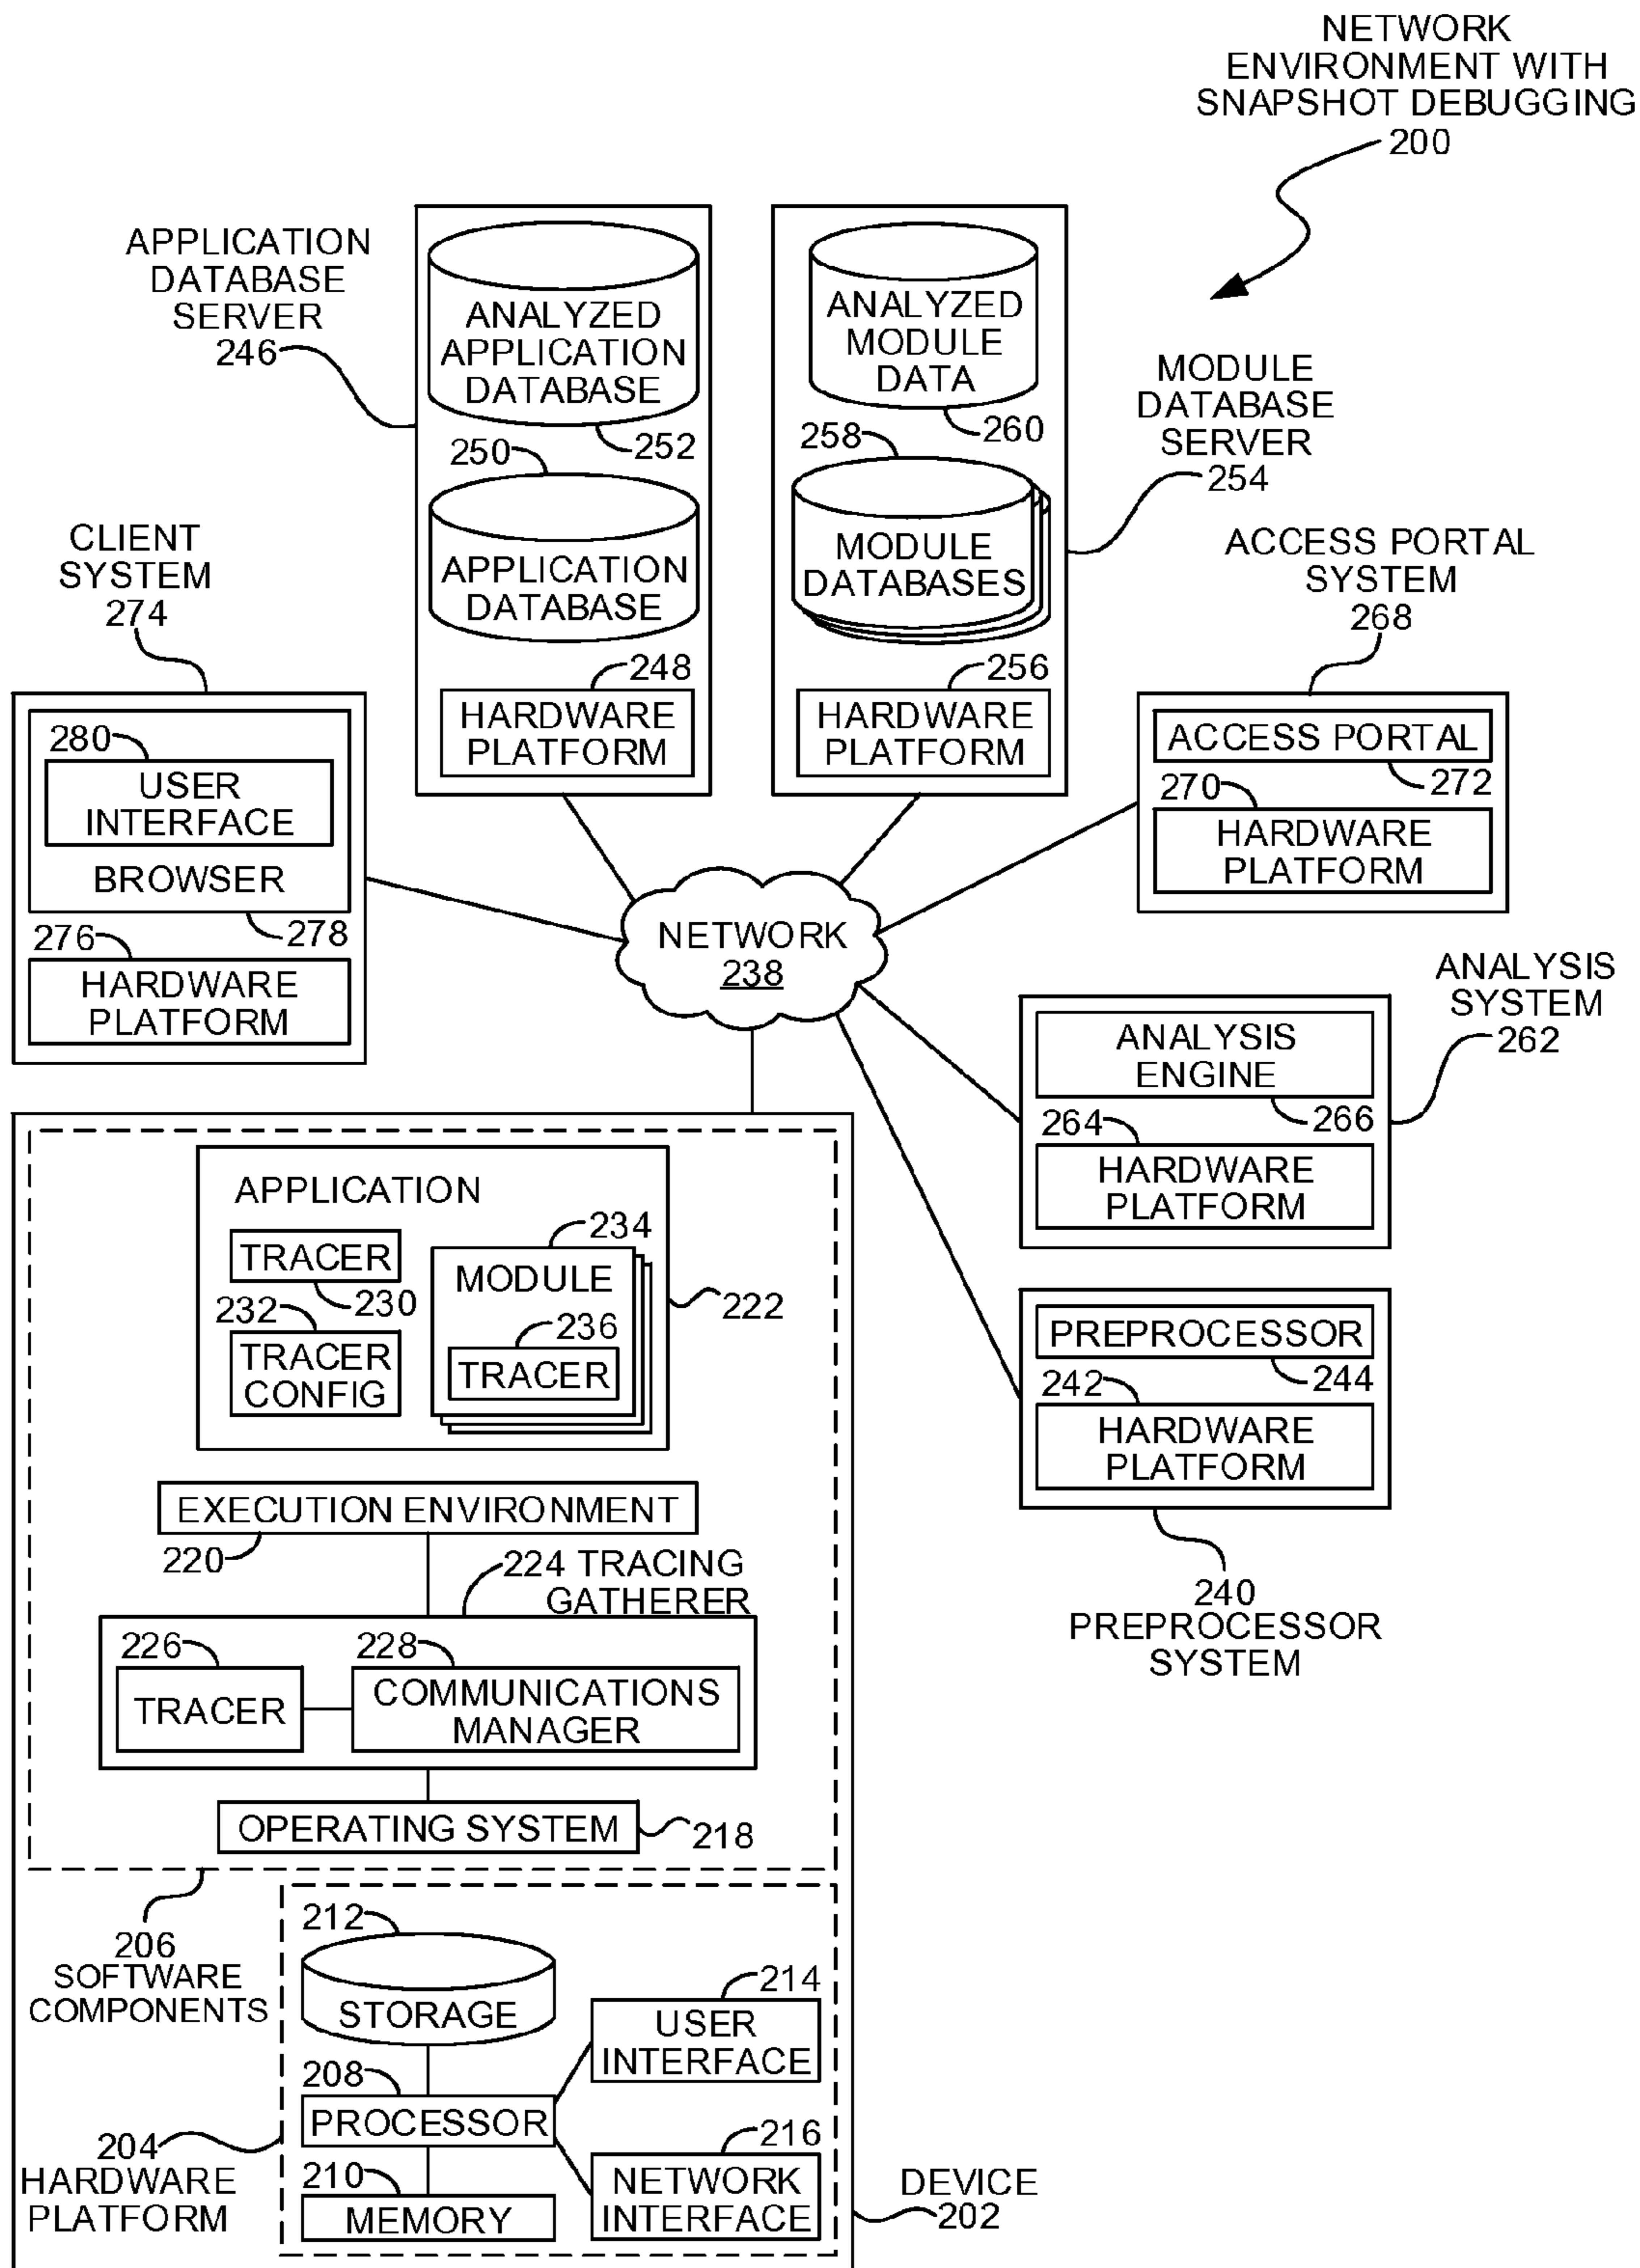 NETWORK
ENVIRONMENT WITH
SNAPSHOT DEBUGGING
200
APPLICATION
DATABASE
SERVER
246
ANALYZED
APPLICATION
DATABASE
252
250
APPLICATION
DATABASE
248
HARDWARE
PLATFORM
ANALYZED
MODULE
DATA
260
258
MODULE
DATABASES
256
HARDWARE
PLATFORM
MODULE
DATABASE
SERVER
254
CLIENT
SYSTEM
274
280
USER
INTERFACE
BROWSER
278
276
HARDWARE
PLATFORM
ACCESS PORTAL
SYSTEM
268
ACCESS PORTAL
272
270
HARDWARE
PLATFORM
NETWORK
238
ANALYSIS
SYSTEM
262
ANALYSIS
ENGINE
266
264
HARDWARE
PLATFORM
PREPROCESSOR
244
242
HARDWARE
PLATFORM
240
PREPROCESSOR
SYSTEM
APPLICATION
TRACER
230
232
TRACER
CONFIG
234
MODULE
236
TRACER
222
EXECUTION ENVIRONMENT
220
224 TRACING
GATHERER
226
TRACER
228
COMMUNICATIONS
MANAGER
OPERATING SYSTEM
218
206
SOFTWARE
COMPONENTS
212
STORAGE
214
USER
INTERFACE
208
PROCESSOR
216
NETWORK
INTERFACE
210
MEMORY
204
HARDWARE
PLATFORM
DEVICE
202